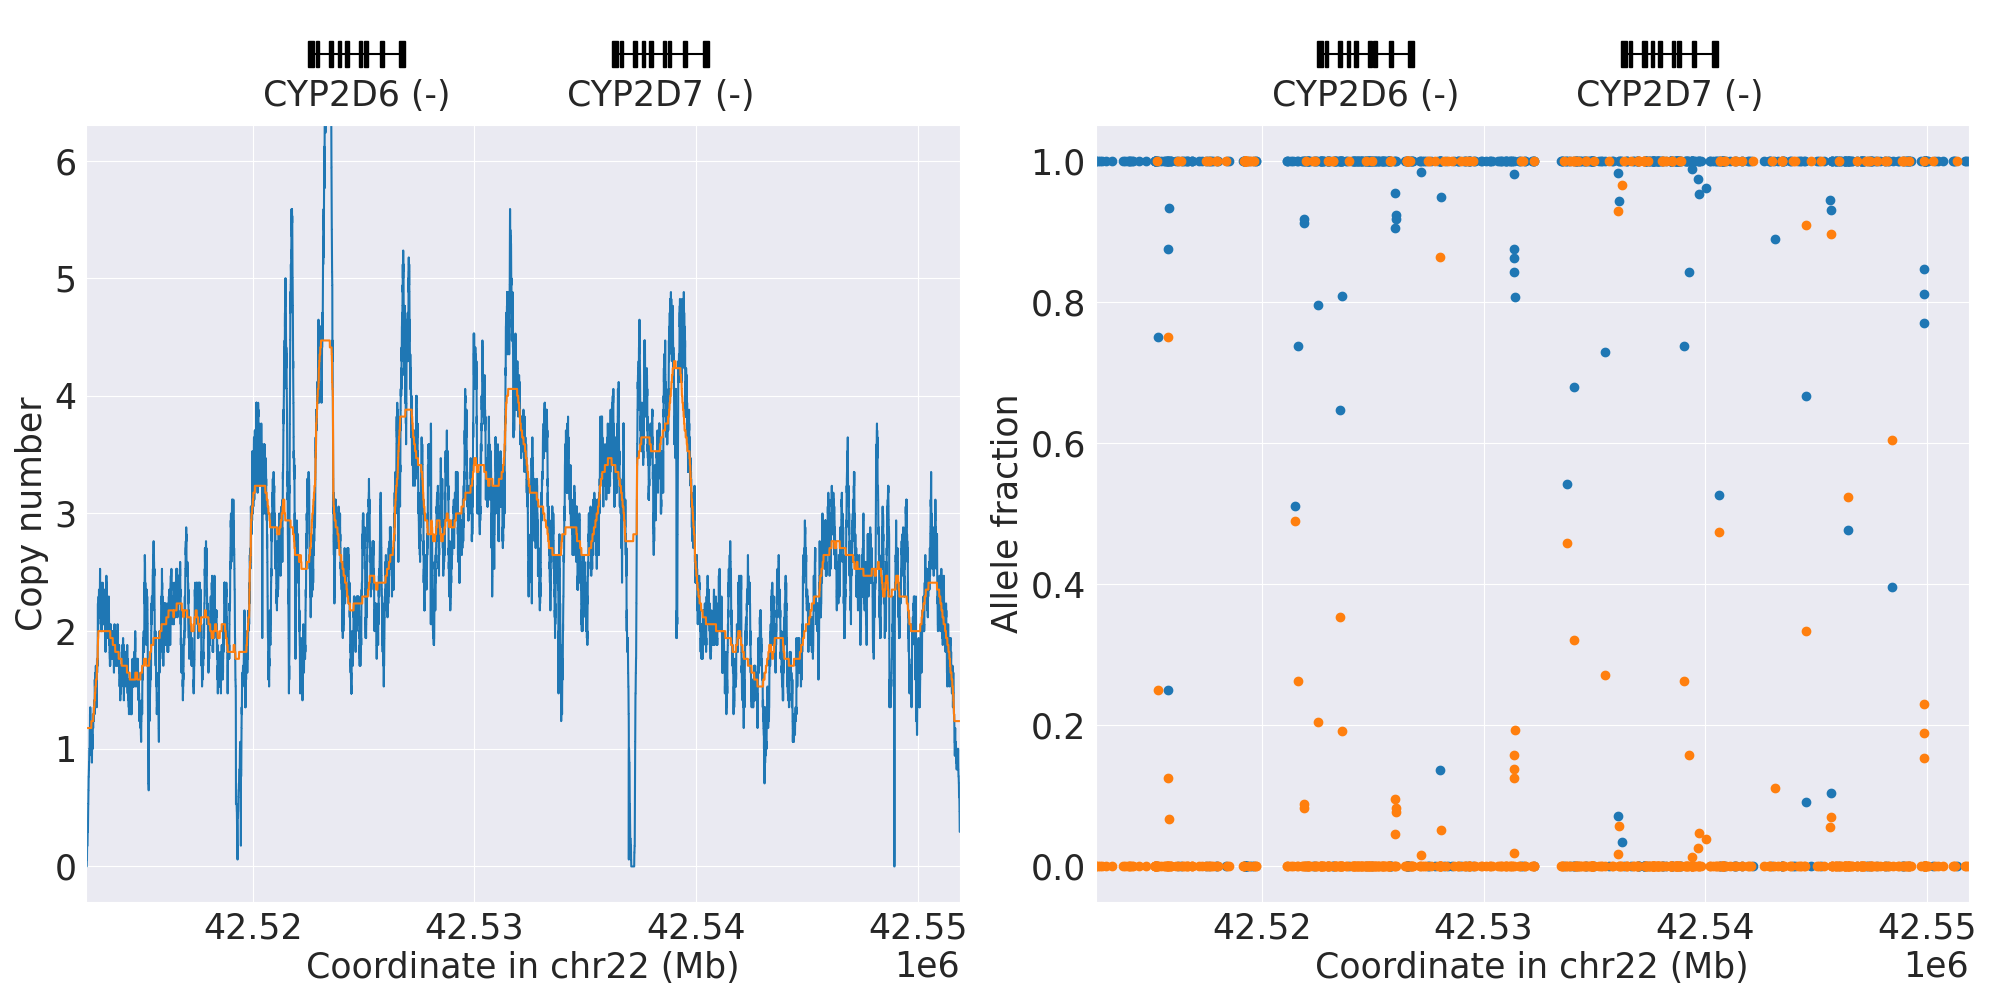 CYP2D6 (-) CYP2D7 (-)
6
5
4
3
2
1
0
Copy number
42.52 42.53 42.54 42.55
Coordinate in chr22 (Mb) 1e6
CYP2D6 (-) CYP2D7 (-)
1.0
0.8
0.6
0.4
0.2
0.0
Allele fraction
42.52 42.53 42.54 42.55
Coordinate in chr22 (Mb) 1e6